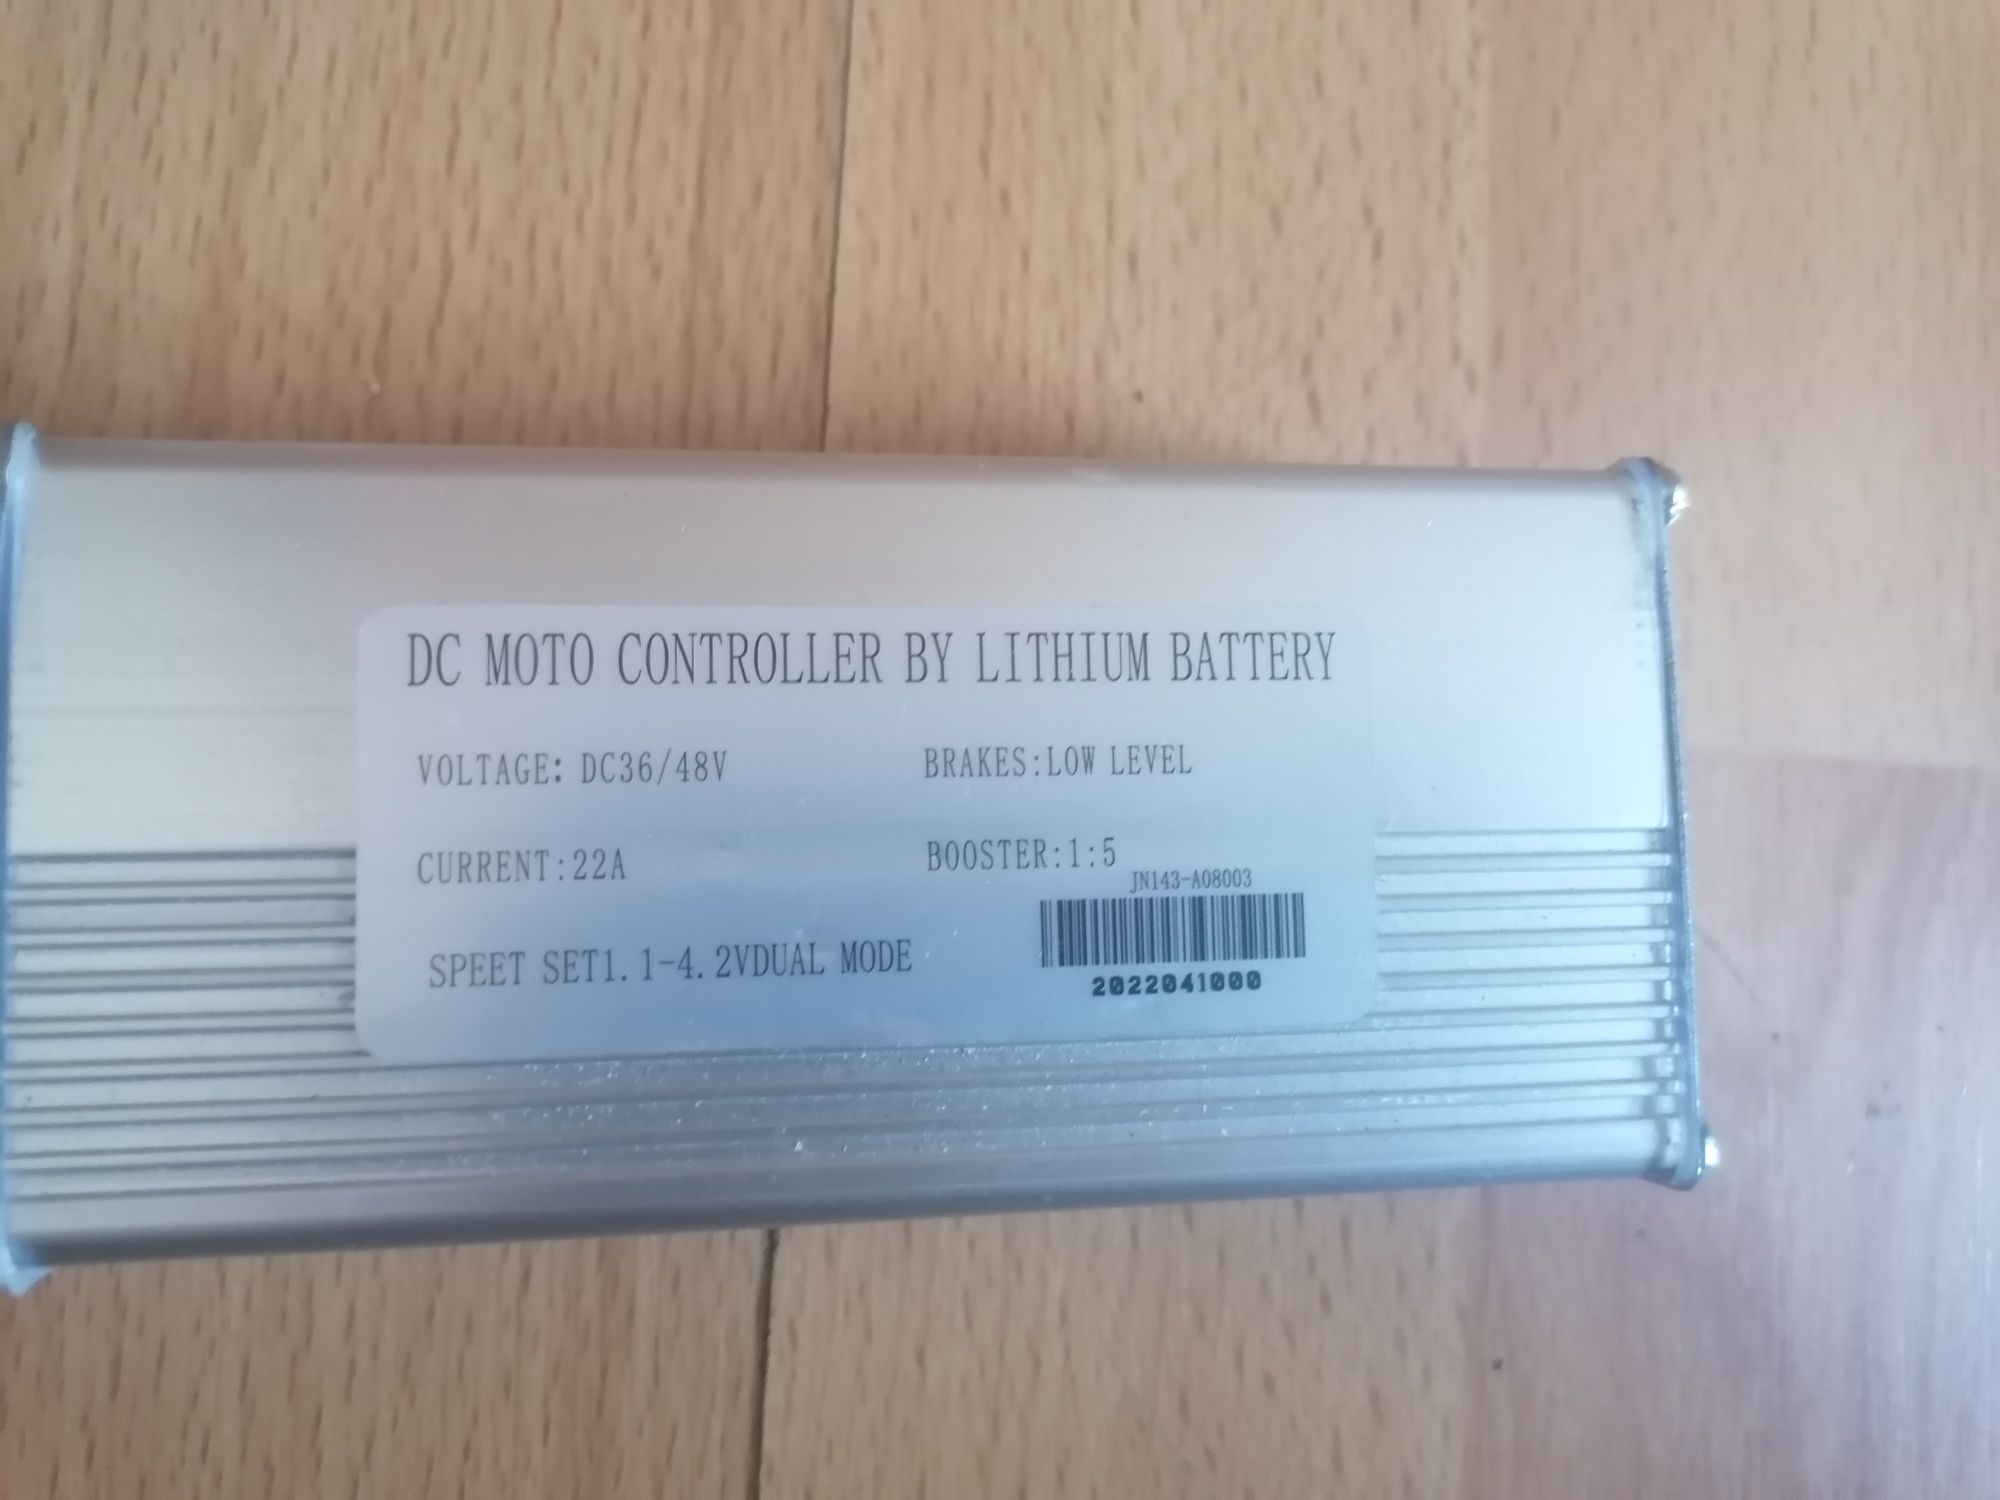 DC MOTO CONTROLLER BY LITHIUM BATTERY
VOLTAGE: DC36/48V
BRAKES:LOW LEVEL
CURRENT:22A
BOOSTER:1:5
JN143-A08003
SPEET SET1.1-4.2VDUAL MODE
2022041000